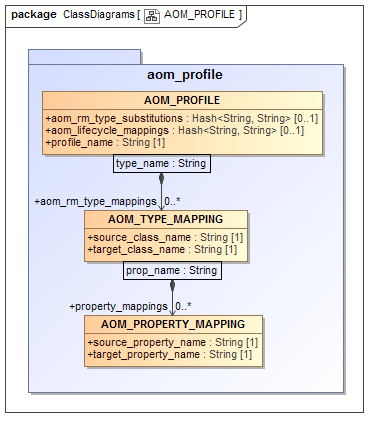 package ClassDiagrams [ AOM_PROFILE ]
aom_profile
AOM_PROFILE
+aom_rm_type_substitutions : Hash<String, String> [0..1]
+aom_lifecycle_mappings : Hash<String, String> [0..1]
+profile_name : String [1]
type_name : String
+aom_rm_type_mappings 0..*
AOM_TYPE_MAPPING
+source_class_name : String [1]
+target_class_name : String [1]
prop_name : String
+property_mappings 0..*
AOM_PROPERTY_MAPPING
+source_property_name : String [1]
+target_property_name : String [1]